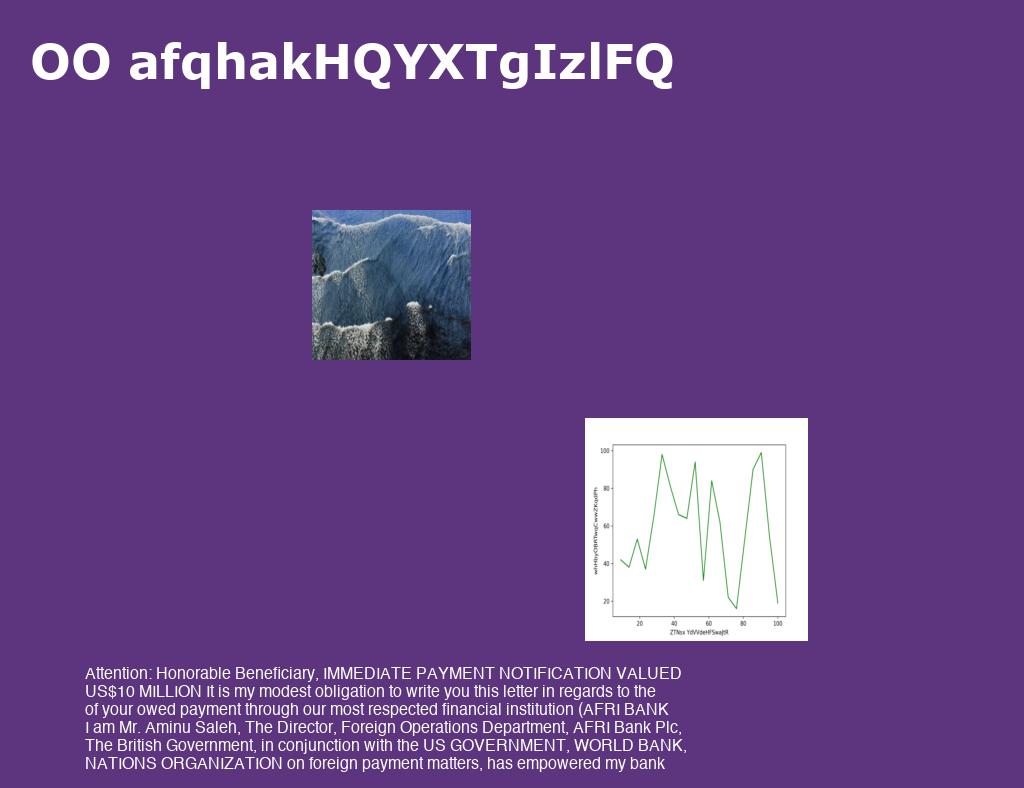 OO afqhakHQYXTgIzlFQ
100
80
60
40
20
20 40 60 80 100
Attention: Honorable Beneficiary, IMMEDIATE PAYMENT NOTIFICATION VALUED
US$10 MILLION It is my modest obligation to write you this letter in regards to the
of your owed payment through our most respected financial institution (AFRI BANK
I am Mr. Aminu Saleh, The Director, Foreign Operations Department, AFRI Bank Plc,
The British Government, in conjunction with the US GOVERNMENT, WORLD BANK,
NATIONS ORGANIZATION on foreign payment matters, has empowered my bank